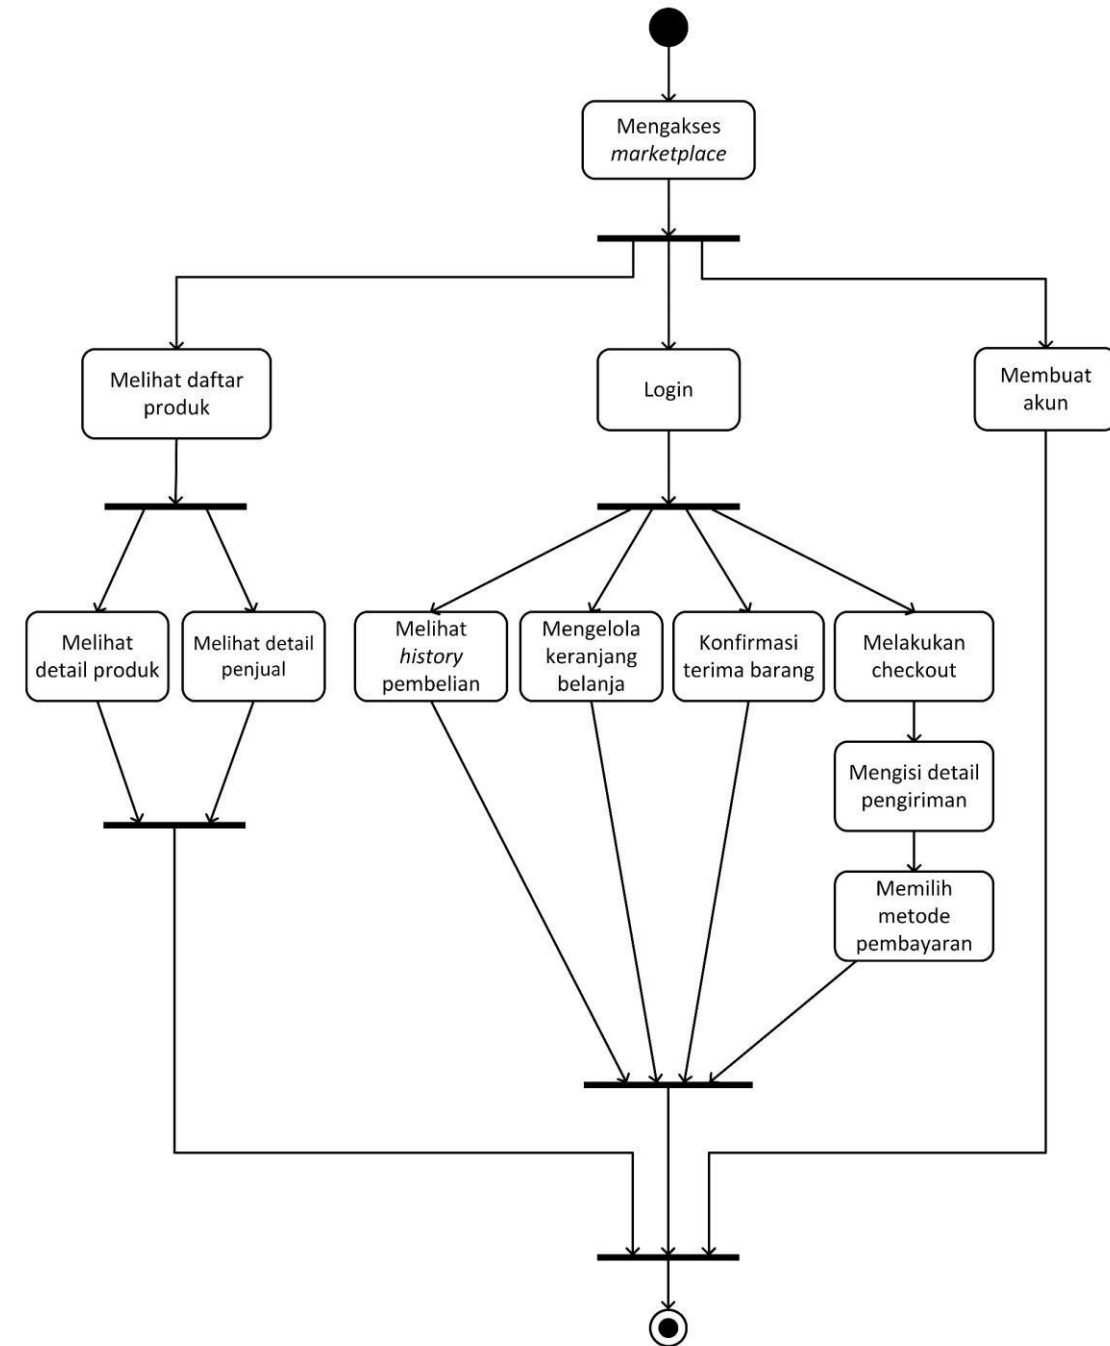 Mengakses
marketplace
Melihat daftar
produk
Login
Membuat
akun
Melihat
detail produk
Melihat detail
penjual
Melihat
history
pembelian
Mengelola
keranjang
belanja
Konfirmasi
terima barang
Melakukan
checkout
Mengisi detail
pengiriman
Memilih
metode
pembayaran